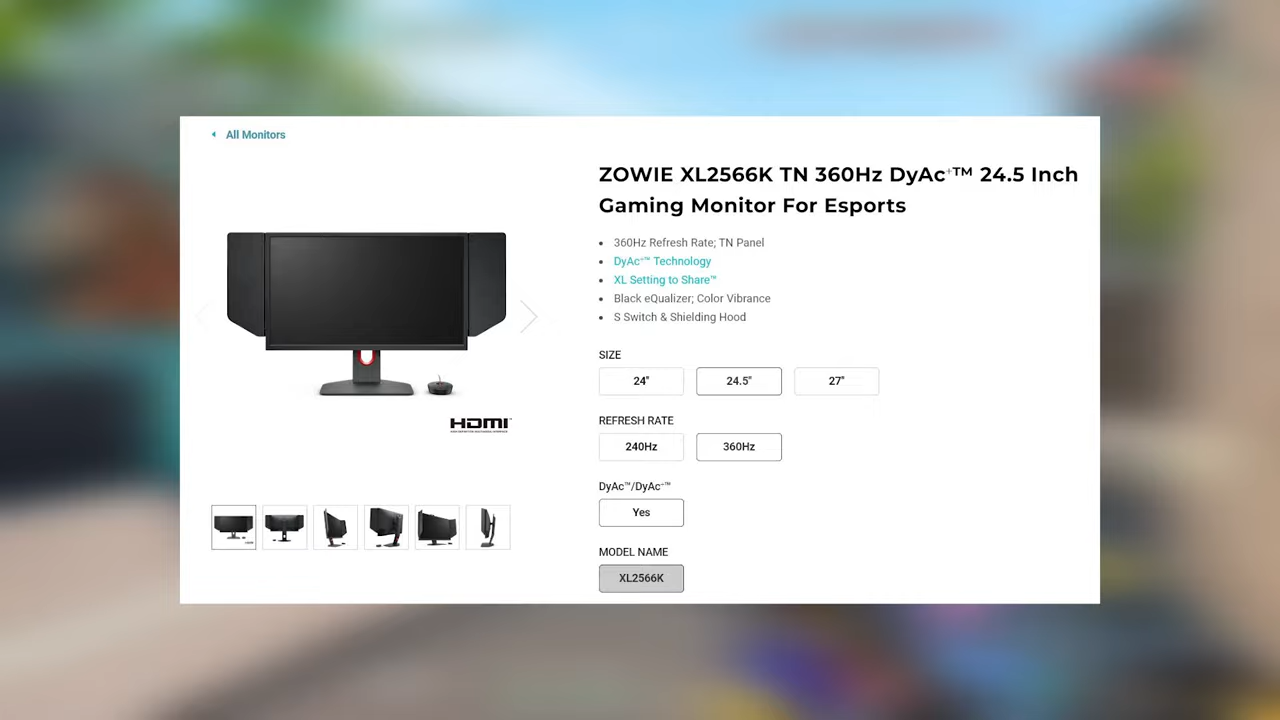 All Monitors
ZOWIE XL2566K TN 360Hz DyAc⁺™ 24.5 Inch
Gaming Monitor For Esports
360Hz Refresh Rate; TN Panel
DyAc⁺™ Technology
XL Setting to Share™
Black eQualizer; Color Vibrance
S Switch & Shielding Hood
SIZE
24"
24.5"
27"
REFRESH RATE
240Hz
360Hz
DyAc™/DyAc⁺™
Yes
MODEL NAME
XL2566K
HDMI™